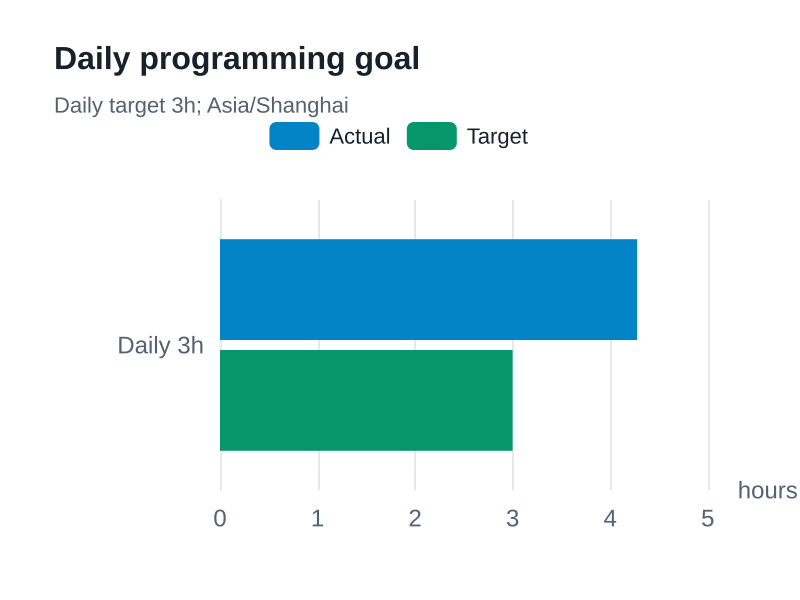 Daily programming goal
Daily target 3h; Asia/Shanghai
Actual Target
Daily 3h
hours
0 1 2 3 4 5